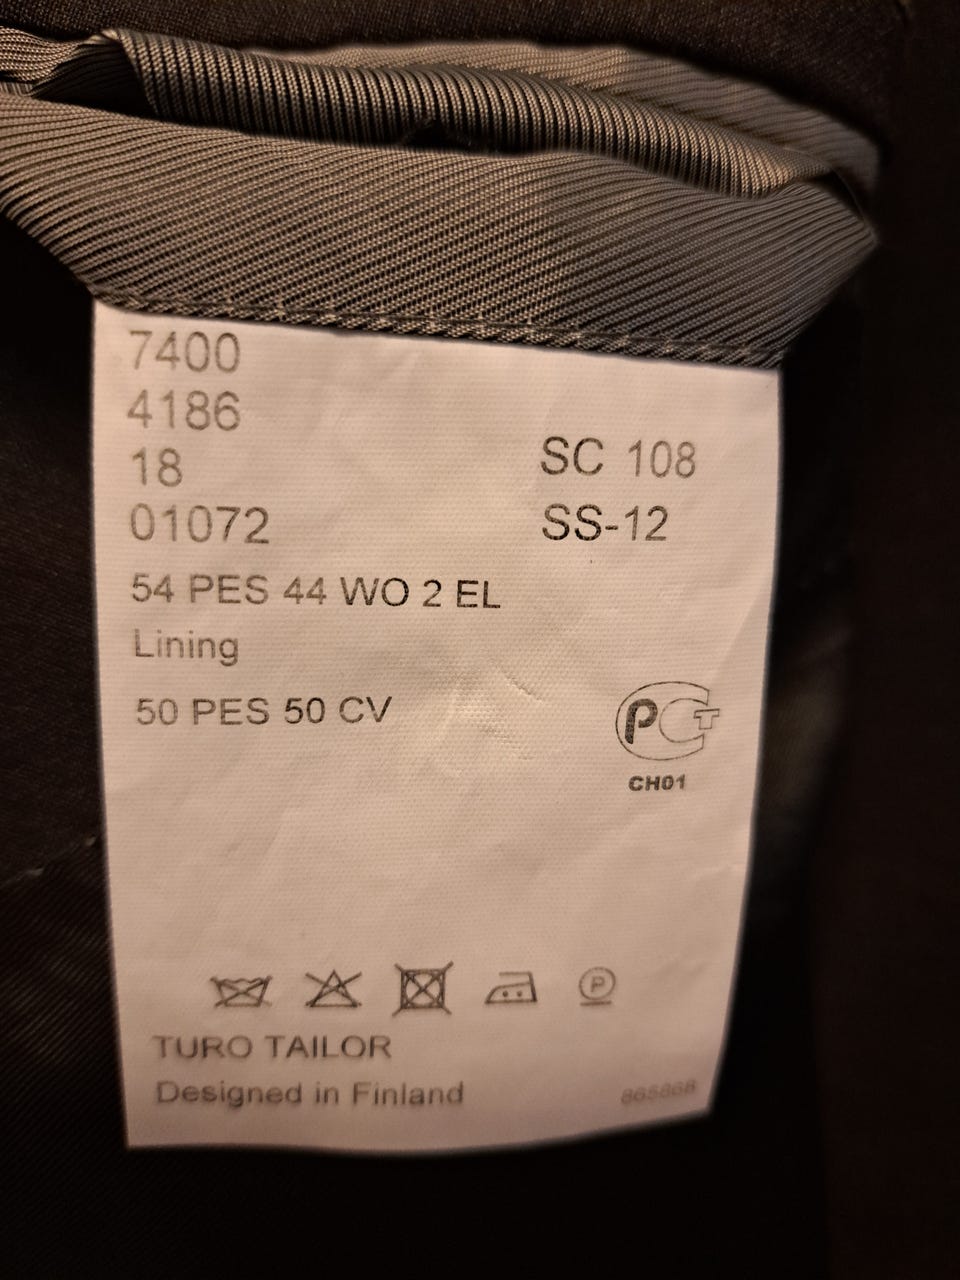 7400
4186
18 SC 108
01072 SS-12
54 PES 44 WO 2 EL
Lining
50 PES 50 CV
РСТ
CH01
P
TURO TAILOR
Designed in Finland
865868